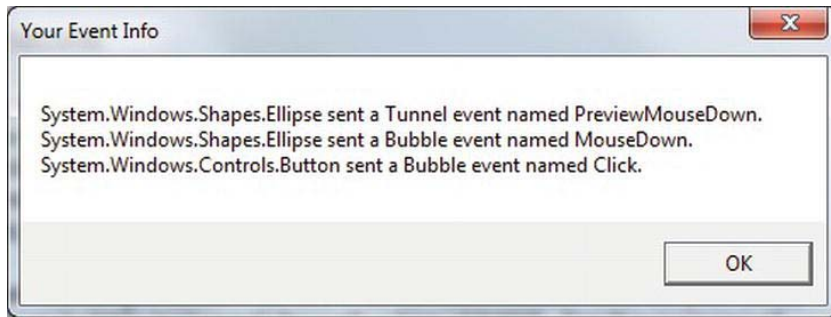 Your Event Info
System.Windows.Shapes.Ellipse sent a Tunnel event named PreviewMouseDown.
System.Windows.Shapes.Ellipse sent a Bubble event named MouseDown.
System.Windows.Controls.Button sent a Bubble event named Click.
OK